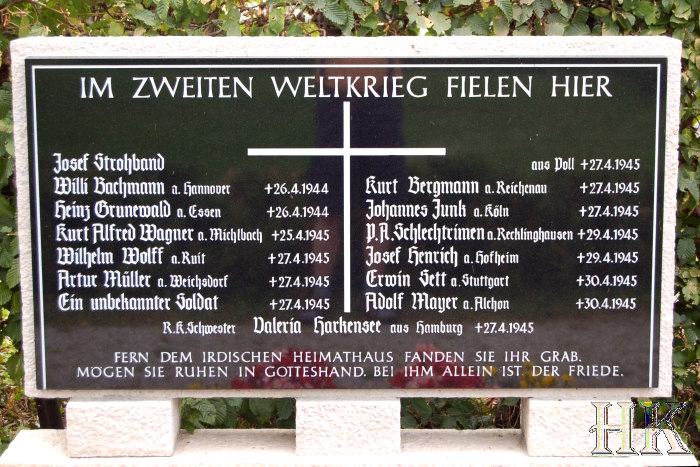 IM ZWEITEN WELTKRIEG FIELEN HIER
Josef Strohband aus Poll +27.4.1945
Willi Bachmann a. Hannover +26.4.1944
Heinz Grunewald a. Essen +26.4.1944
Kurt Alfred Wagner a. Michlbach +25.4.1945
Wilhelm Wolff a. Ruit +27.4.1945
Artur Müller a. Weichsdorf +27.4.1945
Ein unbekannter Soldat +27.4.1945
Kurt Bergmann a. Reichenau +27.4.1945
Johannes Junk a. Köln +27.4.1945
P.A. Schlechtrimen a. Recklinghausen +29.4.1945
Josef Henrich a. Hofheim +29.4.1945
Erwin Sett a. Stuttgart +30.4.1945
Adolf Mayer a. Alchon +30.4.1945
R.K. Schwester Valeria Harkensee aus Hamburg +27.4.1945
FERN DEM IRDISCHEN HEIMATHAUS FANDEN SIE IHR GRAB.
MÖGEN SIE RUHEN IN GOTTESHAND. BEI IHM ALLEIN IST DER FRIEDE.
HK